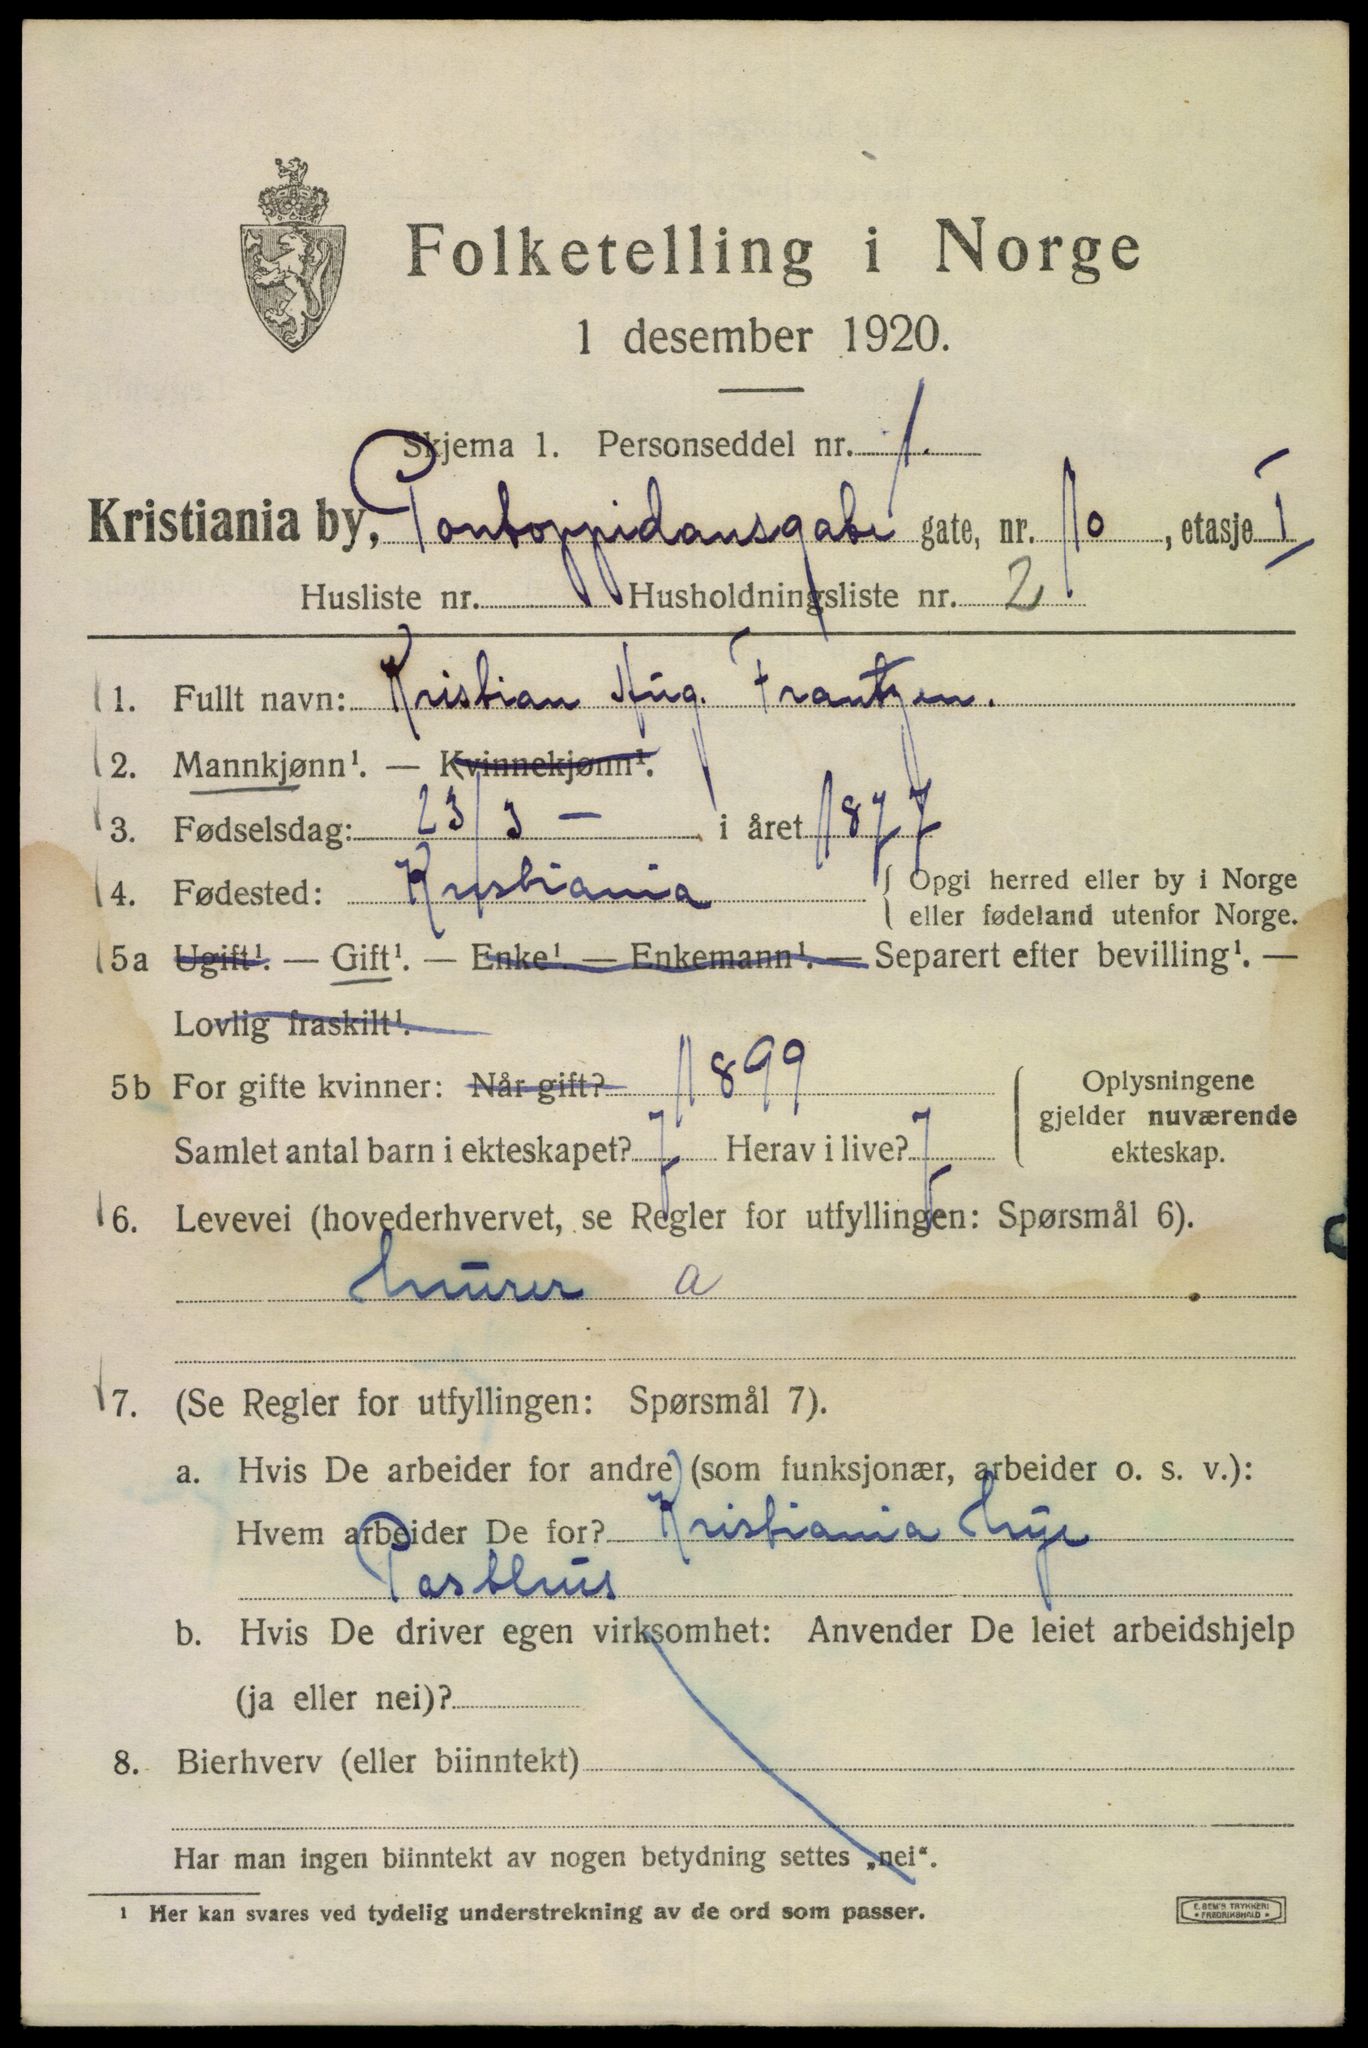 Folketelling i Norge
1 desember 1920.
Skjema 1. Personseddel nr. 1.
Kristiania by, Pontoppidansgate gate, nr. 10, etasje I
Husliste nr. Husholdningsliste nr. 2
1. Fullt navn: Kristian Aug. Frantzen.
2. Mannkjønn¹. — Kvinnekjønn¹.
3. Fødselsdag: 23/3 — i året 1877
4. Fødested: Kristiania { Opgi herred eller by i Norge
eller fødeland utenfor Norge.
5a Ugift¹. — Gift¹. — Enke¹. — Enkemann¹. — Separert efter bevilling¹. —
Lovlig fraskilt¹.
5b For gifte kvinner: Når gift? 1899 { Oplysningene
gjelder nuværende
ekteskap.
Samlet antal barn i ekteskapet? 7 Herav i live? 7
6. Levevei (hovederhvervet, se Regler for utfyllingen: Spørsmål 6).
Murer a
7. (Se Regler for utfyllingen: Spørsmål 7).
a. Hvis De arbeider for andre (som funksjonær, arbeider o. s. v.):
Hvem arbeider De for? Kristiania Nye
Posthus
b. Hvis De driver egen virksomhet: Anvender De leiet arbeidshjelp
(ja eller nei)?
8. Bierhverv (eller biinntekt)
Har man ingen biinntekt av nogen betydning settes „nei“.
¹ Her kan svares ved tydelig understrekning av de ord som passer.
E. SEM'S TRYKKERI
• FREDRIKSHALD •